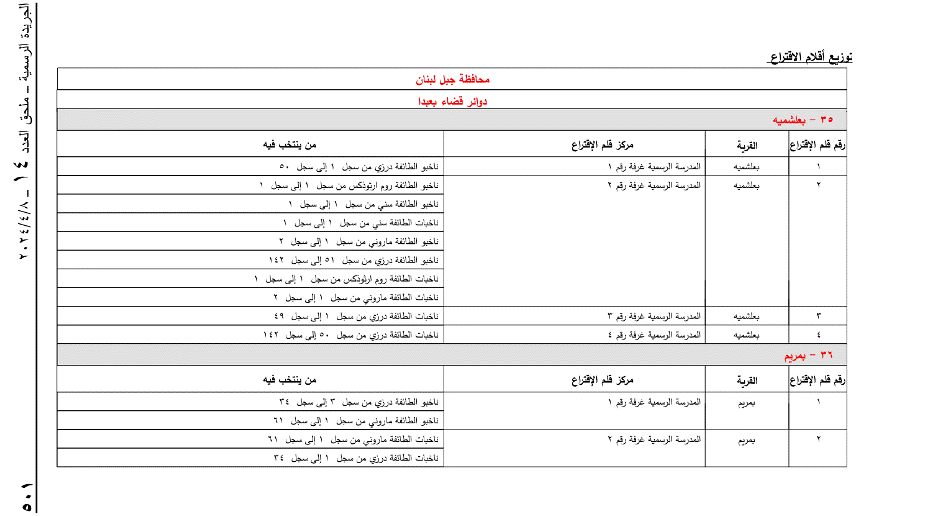 الجريدة الرسمية – ملحق العدد ١٤ – ٢٠٢٤/٤/٨
توزيع أقلام الاقتراع
محافظة جبل لبنان
دوائر قضاء بعبدا
٣٥ - بعلشميه
رقم قلم الإقتراع القرية مركز قلم الإقتراع من ينتخب فيه
١ بعلشميه المدرسة الرسمية غرفة رقم ١ ناخبو الطائفة درزي من سجل ١ إلى سجل ٥٠
٢ بعلشميه المدرسة الرسمية غرفة رقم ٢ ناخبو الطائفة روم ارثوذكس من سجل ١ إلى سجل ١
ناخبو الطائفة سني من سجل ١ إلى سجل ١
ناخبات الطائفة سني من سجل ١ إلى سجل ١
ناخبو الطائفة ماروني من سجل ١ إلى سجل ٢
ناخبو الطائفة درزي من سجل ٥١ إلى سجل ١٤٢
ناخبات الطائفة روم ارثوذكس من سجل ١ إلى سجل ١
ناخبات الطائفة ماروني من سجل ١ إلى سجل ٢
٣ بعلشميه المدرسة الرسمية غرفة رقم ٣ ناخبات الطائفة درزي من سجل ١ إلى سجل ٤٩
٤ بعلشميه المدرسة الرسمية غرفة رقم ٤ ناخبات الطائفة درزي من سجل ٥٠ إلى سجل ١٤٢
٣٦ - بمريم
رقم قلم الإقتراع القرية مركز قلم الإقتراع من ينتخب فيه
١ بمريم المدرسة الرسمية غرفة رقم ١ ناخبو الطائفة درزي من سجل ٣ إلى سجل ٣٤
ناخبو الطائفة ماروني من سجل ١ إلى سجل ٦١
٢ بمريم المدرسة الرسمية غرفة رقم ٢ ناخبات الطائفة ماروني من سجل ١ إلى سجل ٦١
ناخبات الطائفة درزي من سجل ١ إلى سجل ٣٤
٥٠١